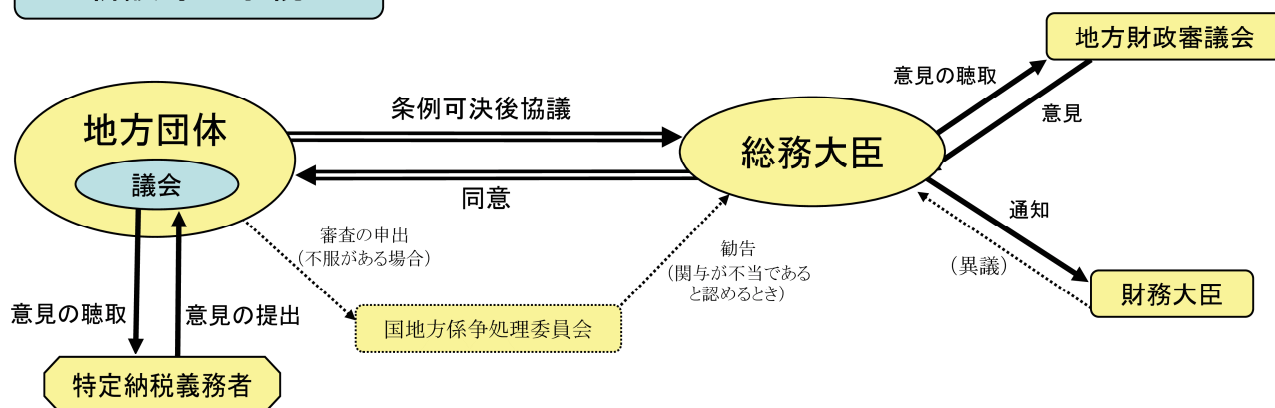 地方財政審議会
意見の聴取
意見
条例可決後協議
地方団体
総務大臣
議会
同意
通知
審査の申出
（不服がある場合）
勧告
（関与が不当である
と認めるとき）
（異議）
財務大臣
意見の聴取
意見の提出
国地方係争処理委員会
特定納税義務者